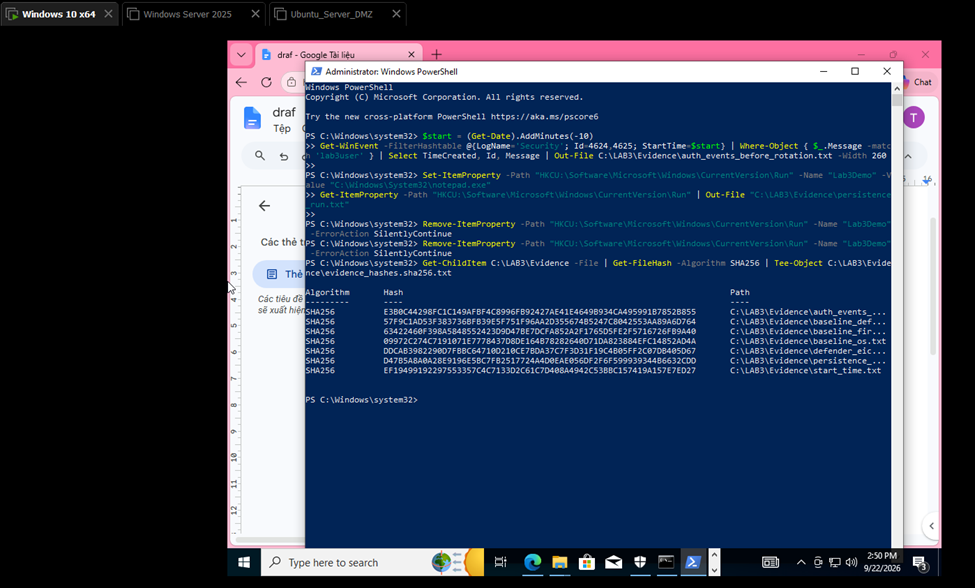 Windows 10 x64
Windows Server 2025
Ubuntu_Server_DMZ
draf - Google Tài liệu
Chat
draf
Tệp
T
Các thẻ t
Thẻ
Các tiêu đề
sẽ xuất hiện
Administrator: Windows PowerShell
Windows PowerShell
Copyright (C) Microsoft Corporation. All rights reserved.
Try the new cross-platform PowerShell https://aka.ms/pscore6
PS C:\Windows\system32> $start = (Get-Date).AddMinutes(-10)
>> Get-WinEvent -FilterHashtable @{LogName='Security'; Id=4624,4625; StartTime=$start} | Where-Object { $_.Message -matc
h 'lab3user' } | Select TimeCreated, Id, Message | Out-File C:\LAB3\Evidence\auth_events_before_rotation.txt -Width 260
>>
PS C:\Windows\system32> Set-ItemProperty -Path "HKCU:\Software\Microsoft\Windows\CurrentVersion\Run" -Name "Lab3Demo" -V
alue "C:\Windows\System32\notepad.exe"
>> Get-ItemProperty -Path "HKCU:\Software\Microsoft\Windows\CurrentVersion\Run" | Out-File "C:\LAB3\Evidence\persistence
_run.txt"
>>
PS C:\Windows\system32> Remove-ItemProperty -Path "HKCU:\Software\Microsoft\Windows\CurrentVersion\Run" -Name "Lab3Demo"
-ErrorAction SilentlyContinue
PS C:\Windows\system32> Remove-ItemProperty -Path "HKCU:\Software\Microsoft\Windows\CurrentVersion\Run" -Name "Lab3Demo"
-ErrorAction SilentlyContinue
PS C:\Windows\system32> Get-ChildItem C:\LAB3\Evidence -File | Get-FileHash -Algorithm SHA256 | Tee-Object C:\LAB3\Evide
nce\evidence_hashes.sha256.txt
Algorithm Hash Path
--------- ---- ----
SHA256 E3B0C44298FC1C149AFBF4C8996FB92427AE41E4649B934CA495991B7852B855 C:\LAB3\Evidence\auth_events_...
SHA256 57F9C1AD53F383736BFB39E5F751F96AA2D355674B5247C8042553AA89A6D764 C:\LAB3\Evidence\baseline_def...
SHA256 63422460F398A5848552423D9D47BE7DCFA852A2F1765D5FE2F5716726FB9A40 C:\LAB3\Evidence\baseline_fir...
SHA256 09972C274C7191071E7778437D8DE164B78282640D71DA823884EFC14852AD4A C:\LAB3\Evidence\baseline_os.txt
SHA256 DDCAB3982290D7FBBC64710D210CE7BDA37C7F3D31F19C4B05FF2C07DB405D67 C:\LAB3\Evidence\defender_eic...
SHA256 D47B5A8A0A28E9196E5BC7FB2517724A4D0EAE056DF2F6F599939344B6632CDD C:\LAB3\Evidence\persistence_...
SHA256 EF19499192297553357C4C7133D2C61C7D408A4942C53BBC157419A157E7ED27 C:\LAB3\Evidence\start_time.txt
PS C:\Windows\system32>
Type here to search
2:50 PM
9/22/2026
3